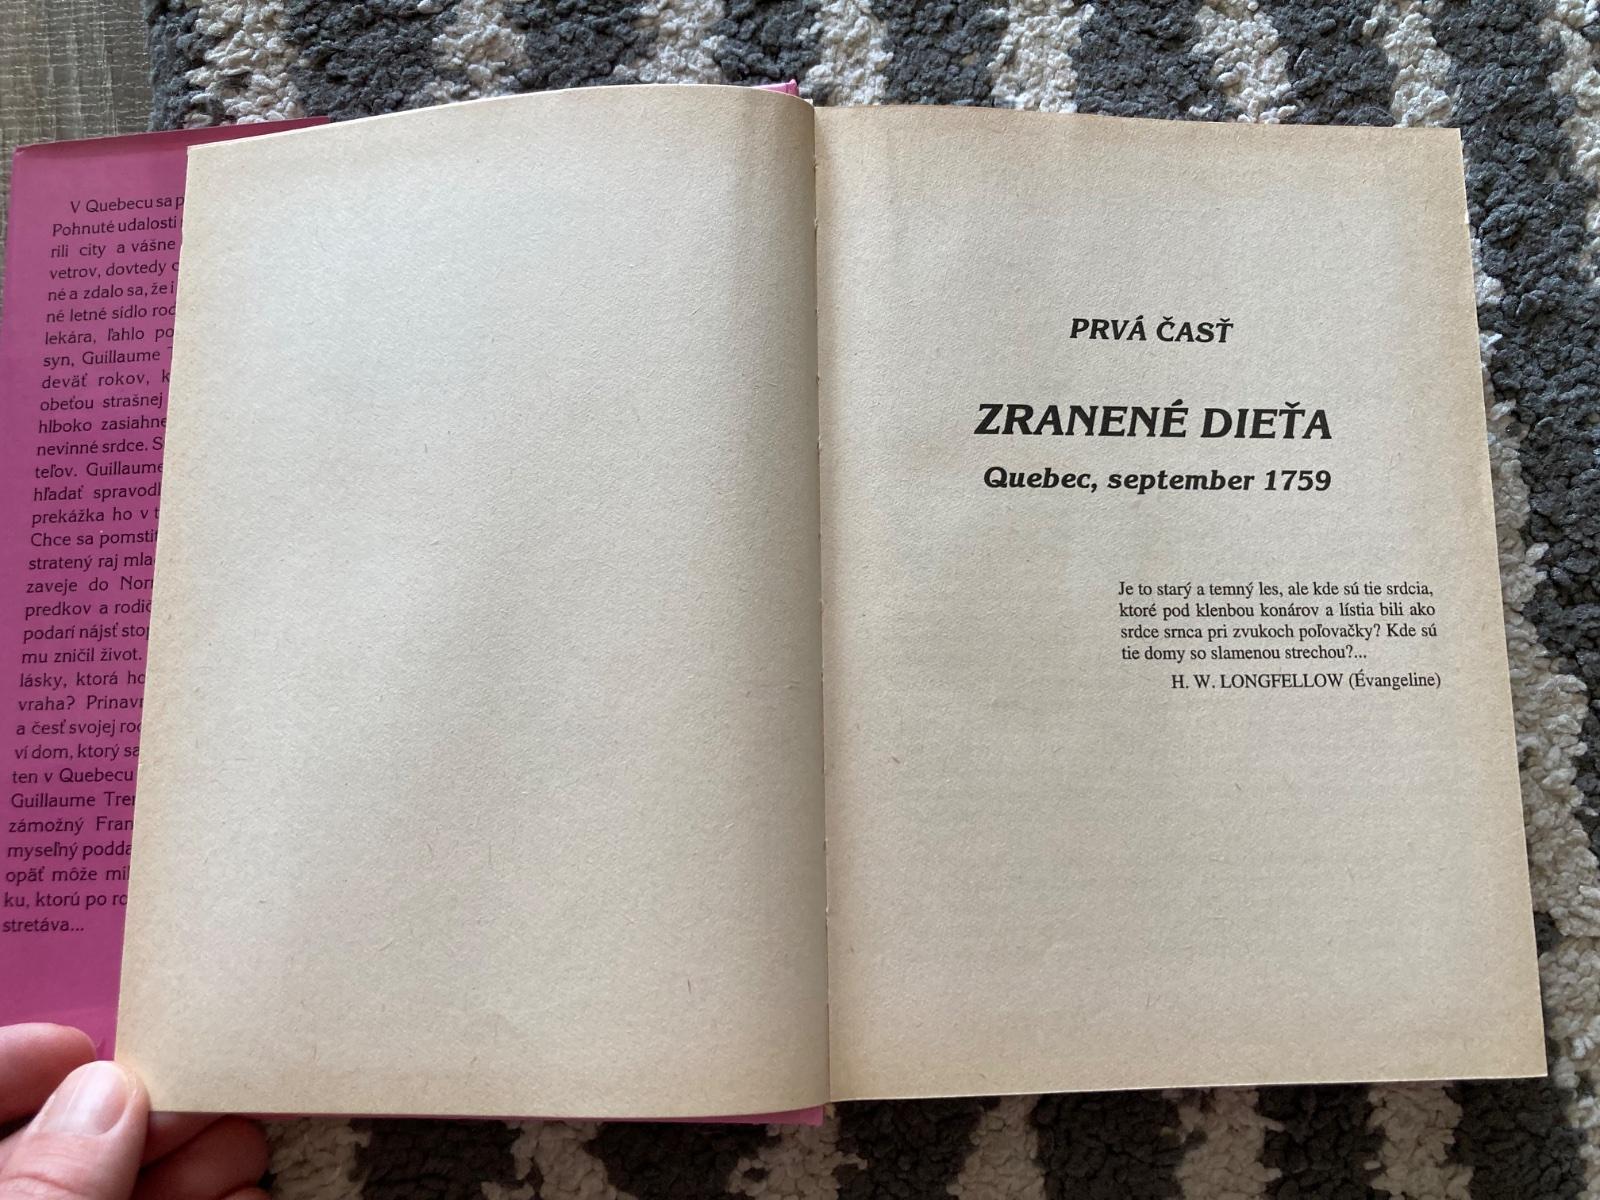 V Quebecu sa
Pohnuté udalosti
rili city a vášne
vetrov, dovtedy
né a zdalo sa, že
né letné sídlo
lekára, ľahlo
syn, Guillaume
deväť rokov,
obeťou strašnej
hlboko zasiahne
nevinné srdce.
teľov. Guillaume
hľadať
prekážka ho v
Chce sa
stratený raj
zaveje do
predkov a
podarí nájsť
mu zničil život.
lásky, ktorá
vraha?
a česť svojej
ví dom, ktorý
ten v Quebecu
Guillaume
zámožný
myseľný
opäť môže
ku, ktorú po
stretáva...
PRVÁ ČASŤ
ZRANENÉ DIEŤA
Quebec, september 1759
Je to starý a temný les, ale kde sú tie srdcia,
ktoré pod klenbou konárov a lístia bili ako
srdce srnca pri zvukoch poľovačky? Kde sú
tie domy so slamenou strechou?...
H. W. LONGFELLOW (Évangeline)